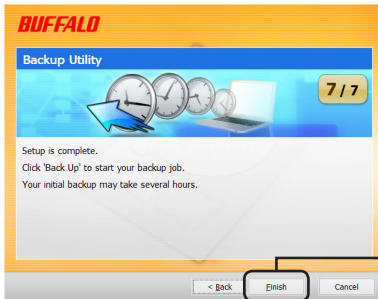 BUFFALO
Backup Utility
7 / 7
Setup is complete.
Click 'Back Up' to start your backup job.
Your initial backup may take several hours.
< Back
Finish
Cancel